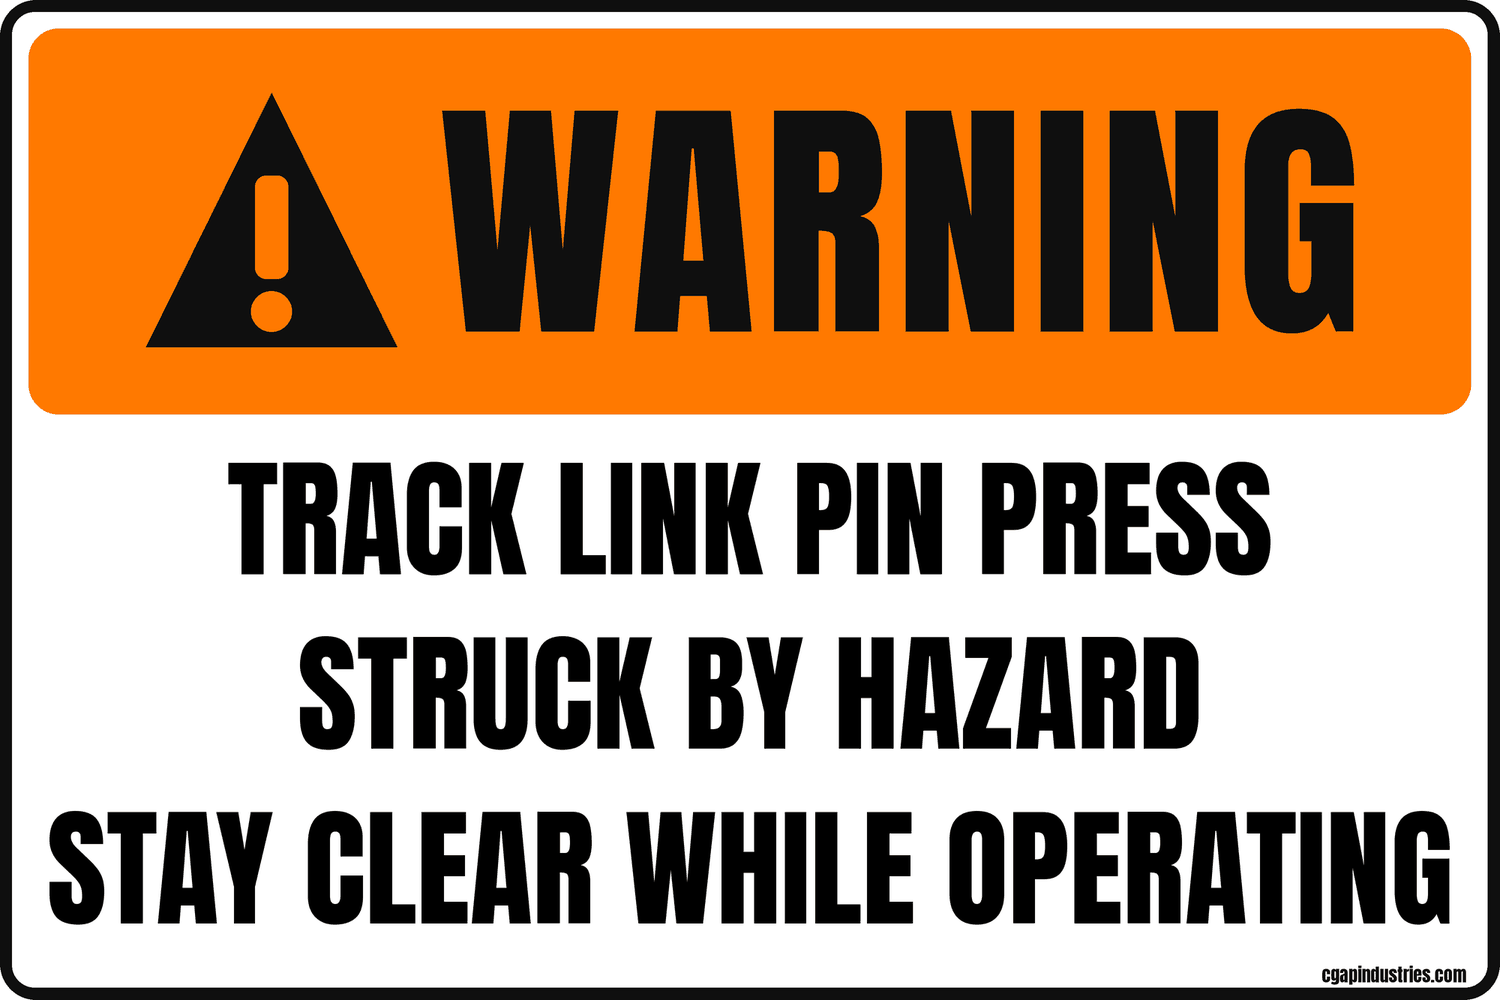 WARNING
TRACK LINK PIN PRESS
STRUCK BY HAZARD
STAY CLEAR WHILE OPERATING
cgapindustries.com